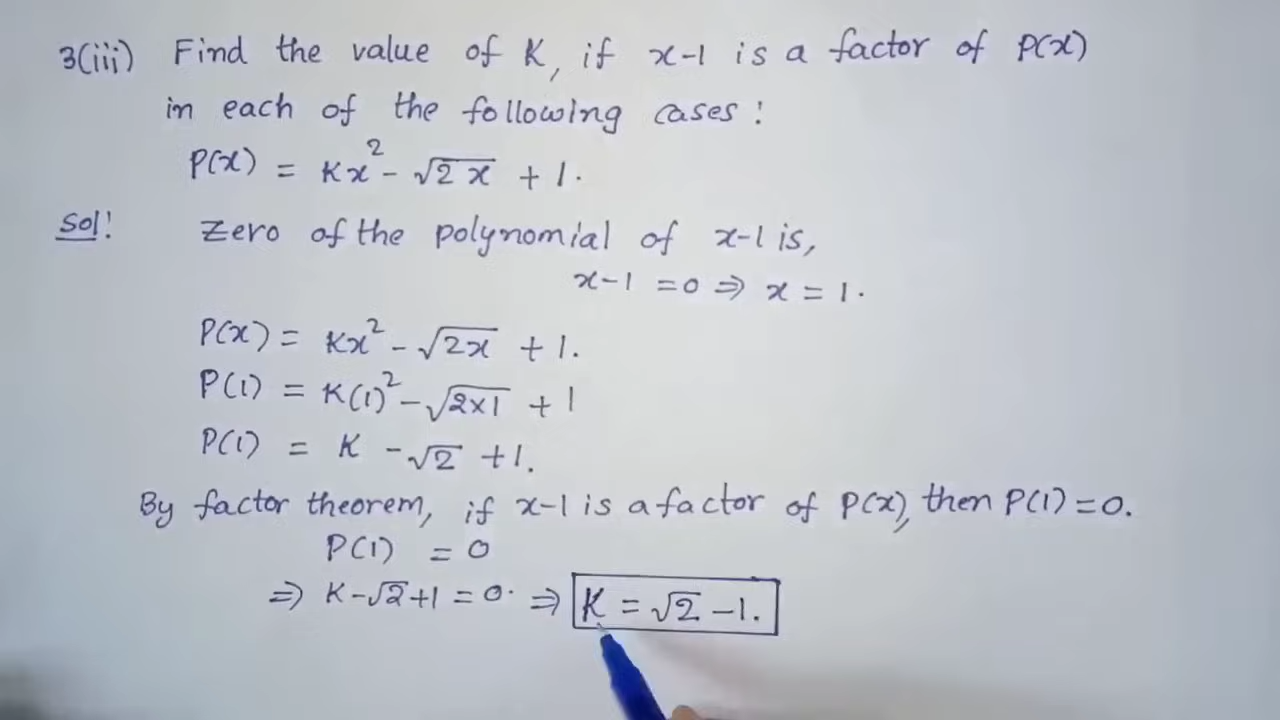 3(iii) Find the value of K, if x-1 is a factor of P(x)
in each of the following cases:
P(x) = Kx² - √2x + 1.
Sol! Zero of the polynomial of x-1 is,
x-1 = 0 ⇒ x = 1.
P(x) = Kx² - √2x + 1.
P(1) = K(1)² - √2×1 + 1
P(1) = K - √2 + 1.
By factor theorem, if x-1 is a factor of P(x), then P(1) = 0.
P(1) = 0
⇒ K-√2+1 = 0. ⇒ K = √2 - 1.